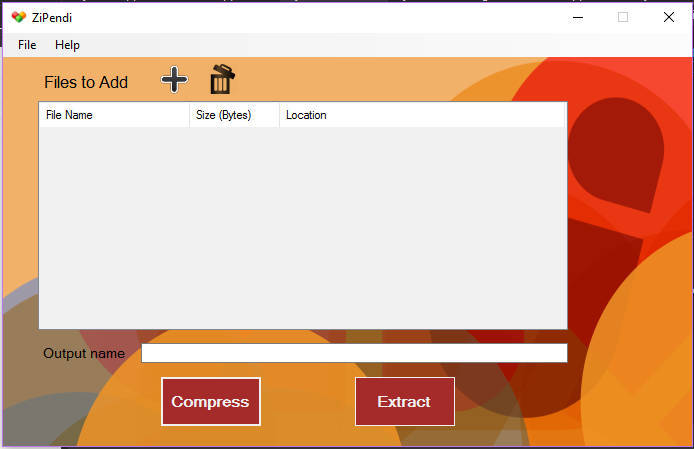 ZiPendi
File Help
Files to Add
File Name Size (Bytes) Location
Output name
Compress Extract